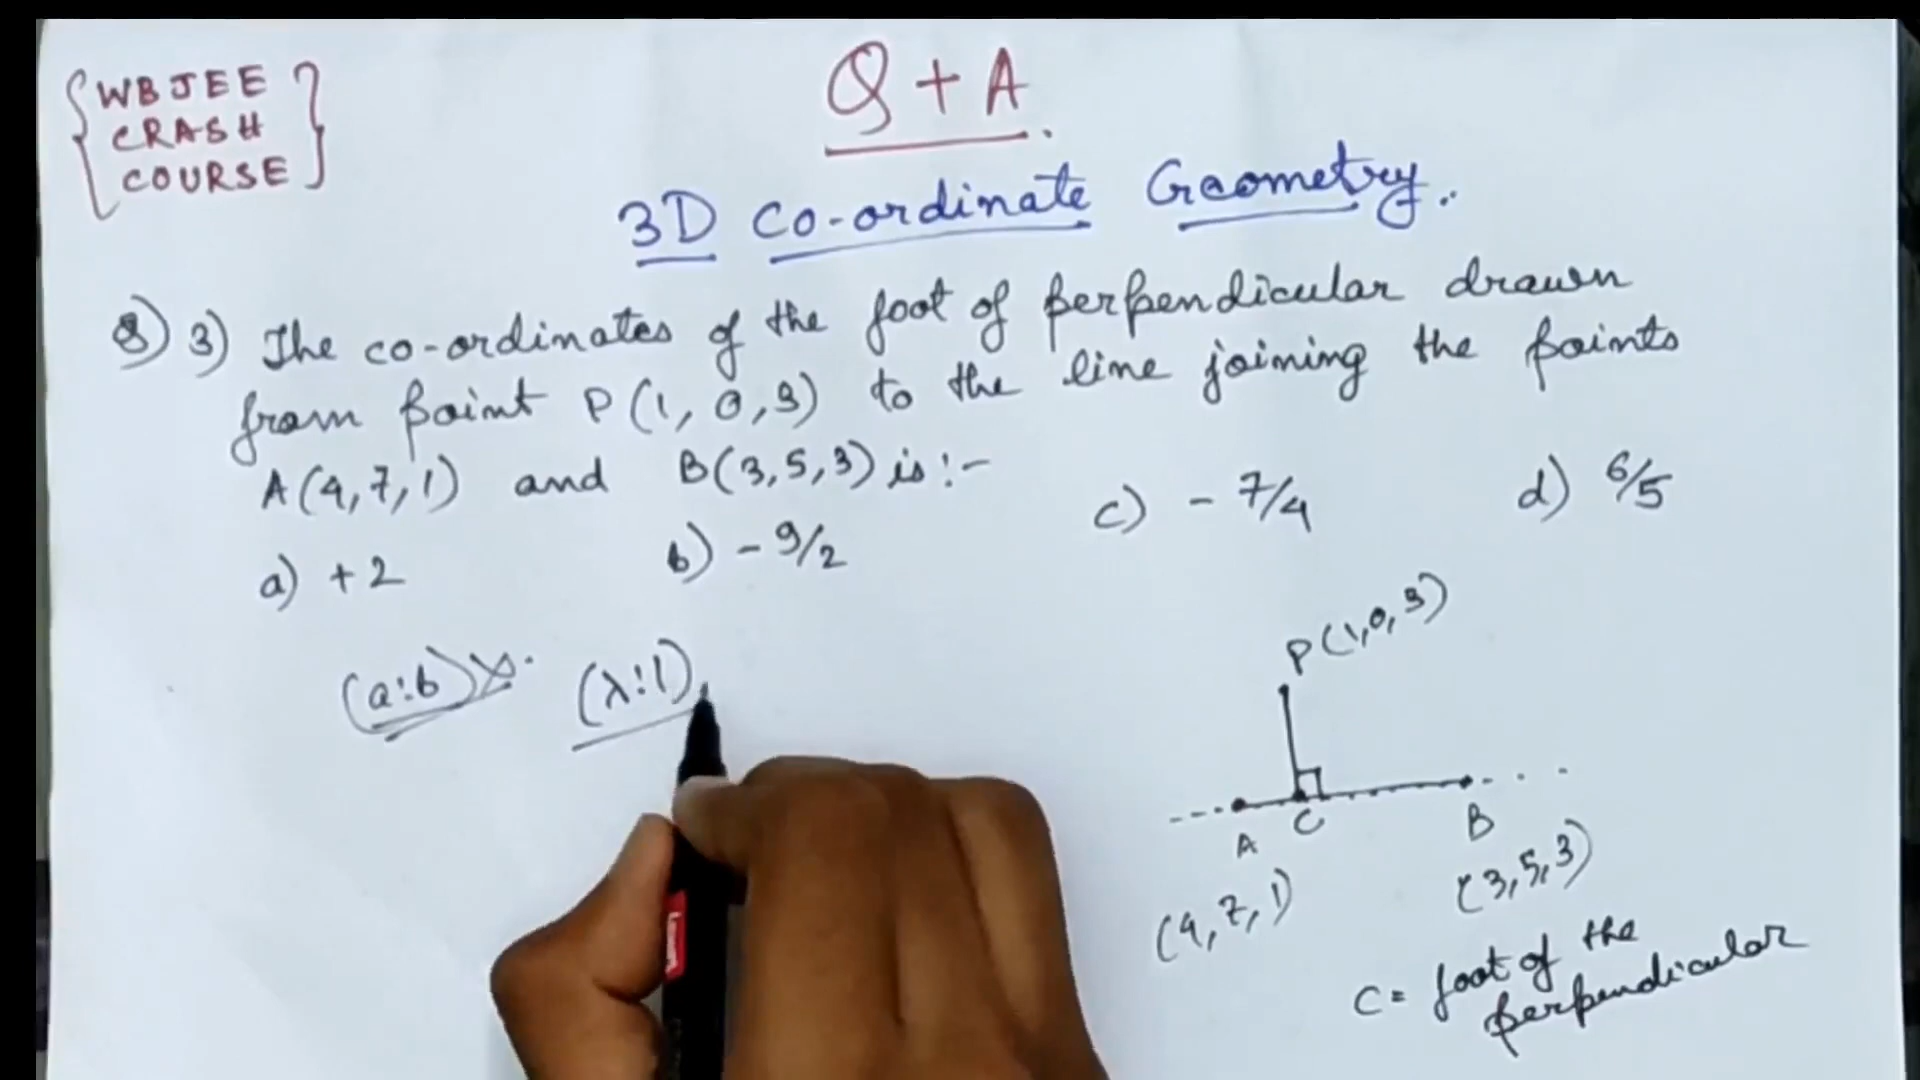 WBJEE
CRASH
COURSE
Q + A.
3D Co-ordinate Geometry.
Q) 3) The co-ordinates of the foot of perpendicular drawn
from point P(1, 0, 3) to the line joining the points
A(4, 7, 1) and B(3, 5, 3) is :-
a) +2 b) - 9/2 c) - 7/4 d) 6/5
(a:b) (λ:1)
P(1, 0, 3)
A C B
(4, 7, 1) (3, 5, 3)
C = foot of the
perpendicular
Luxor